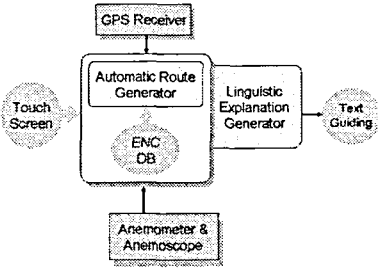 GPS Receiver
Automatic Route
Generator
Linguistic
Explanation
Generator
Touch
Screen
Text
Guiding
ENC
DB
Anemometer &
Anemoscope